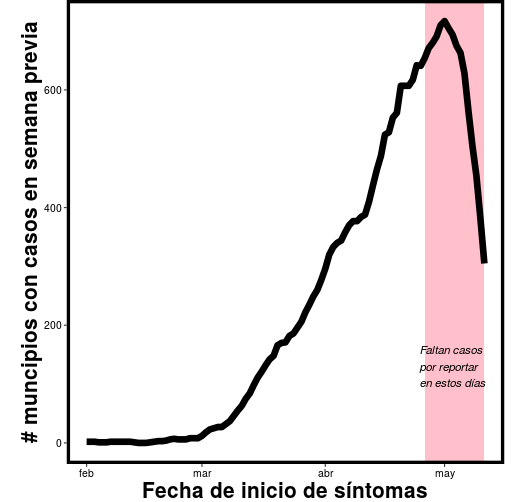 # muncipios con casos en semana previa
600
400
200
0
Faltan casos
por reportar
en estos días
feb mar abr may
Fecha de inicio de síntomas